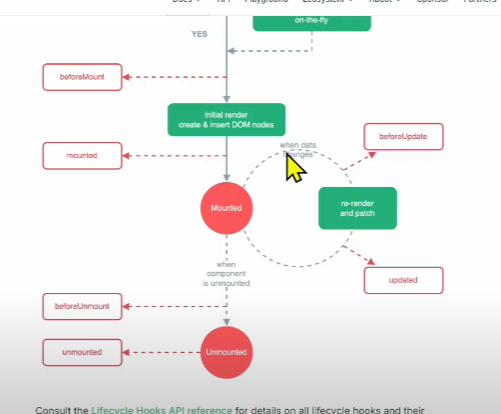 Docs API Playground Ecosystem About Sponsor Partners
on-the-fly
YES
beforeMount
Initial render
create & insert DOM nodes
when data
changes
beforeUpdate
mounted
Mounted
re-render
and patch
when
component
is unmounted
updated
beforeUnmount
unmounted
Unmounted
Consult the Lifecycle Hooks API reference for details on all lifecycle hooks and their